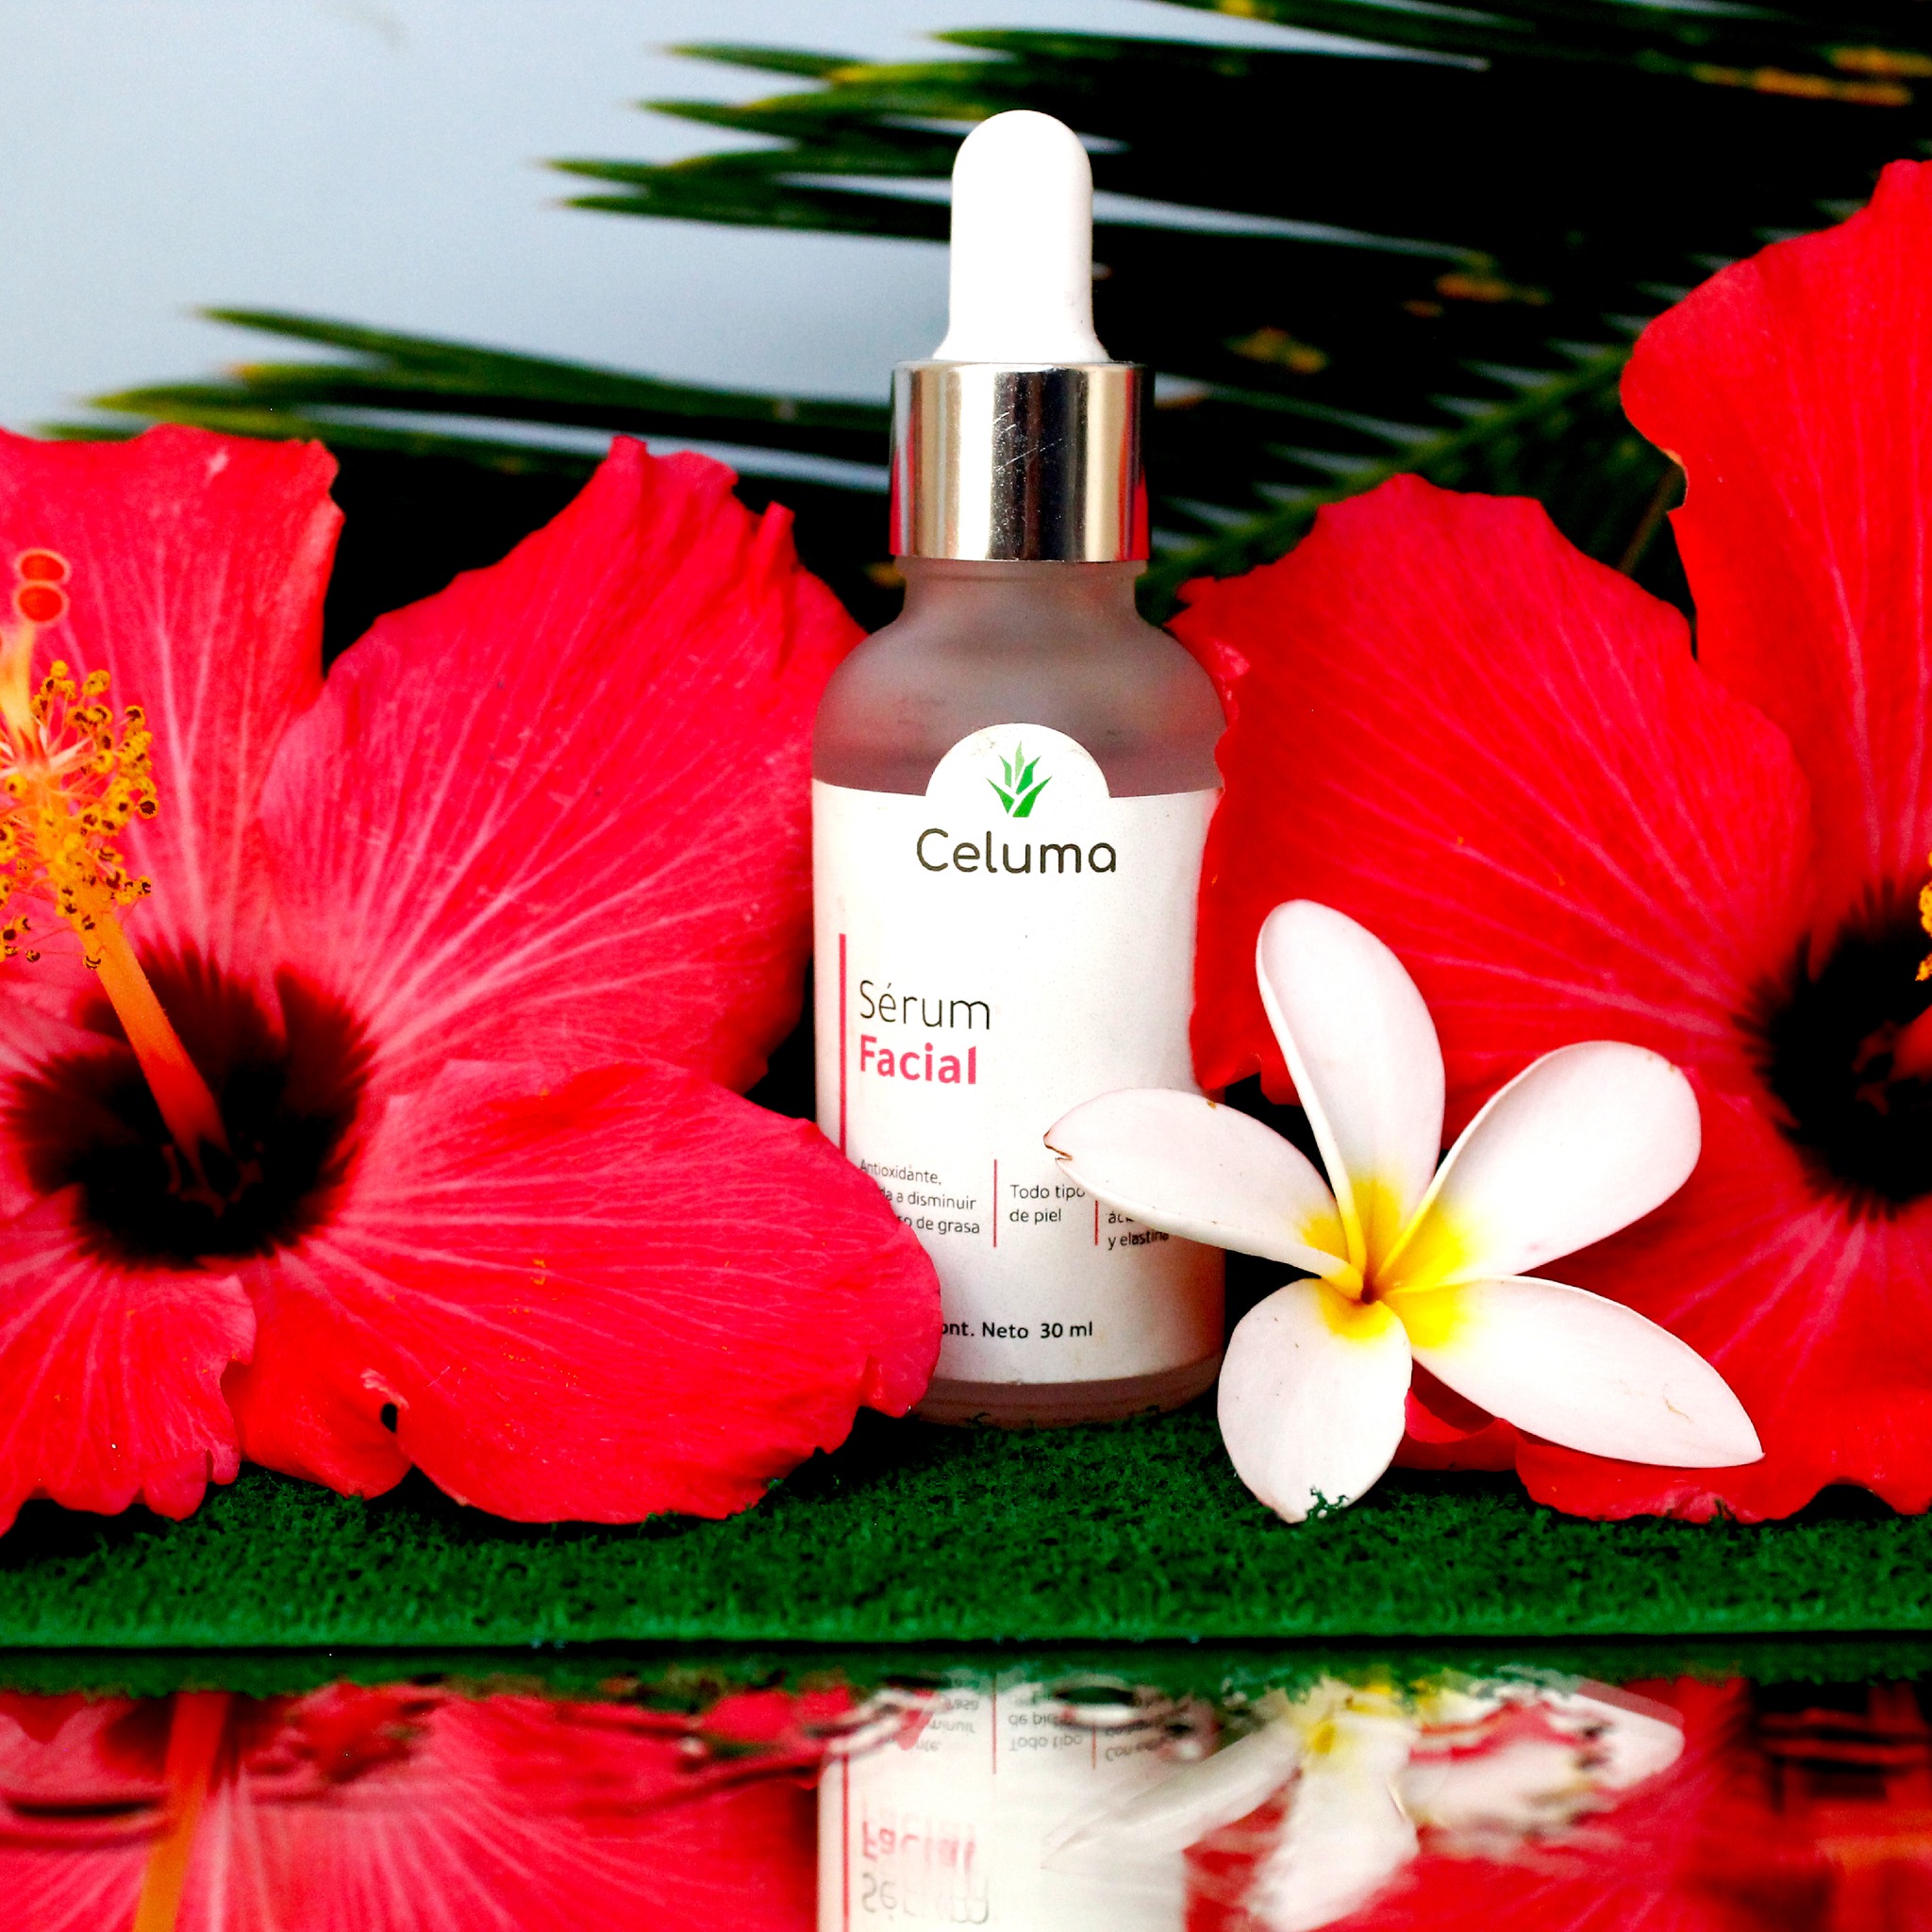 Celuma
Sérum
Facial
Antioxidante,
a disminuir
de grasa
Todo tipo
de piel
y elastina
Neto 30 ml